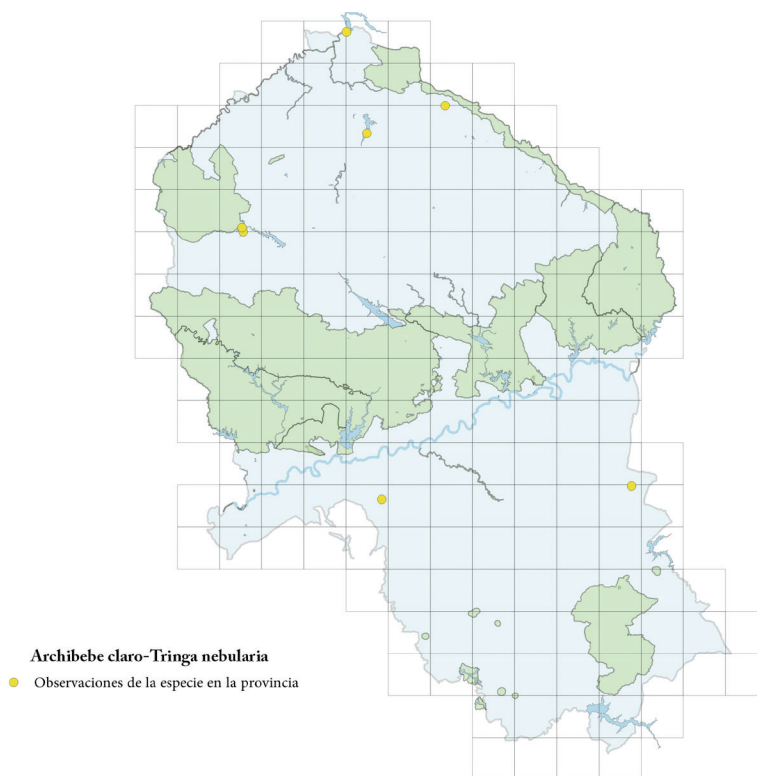 Archibebe claro-Tringa nebularia
Observaciones de la especie en la provincia